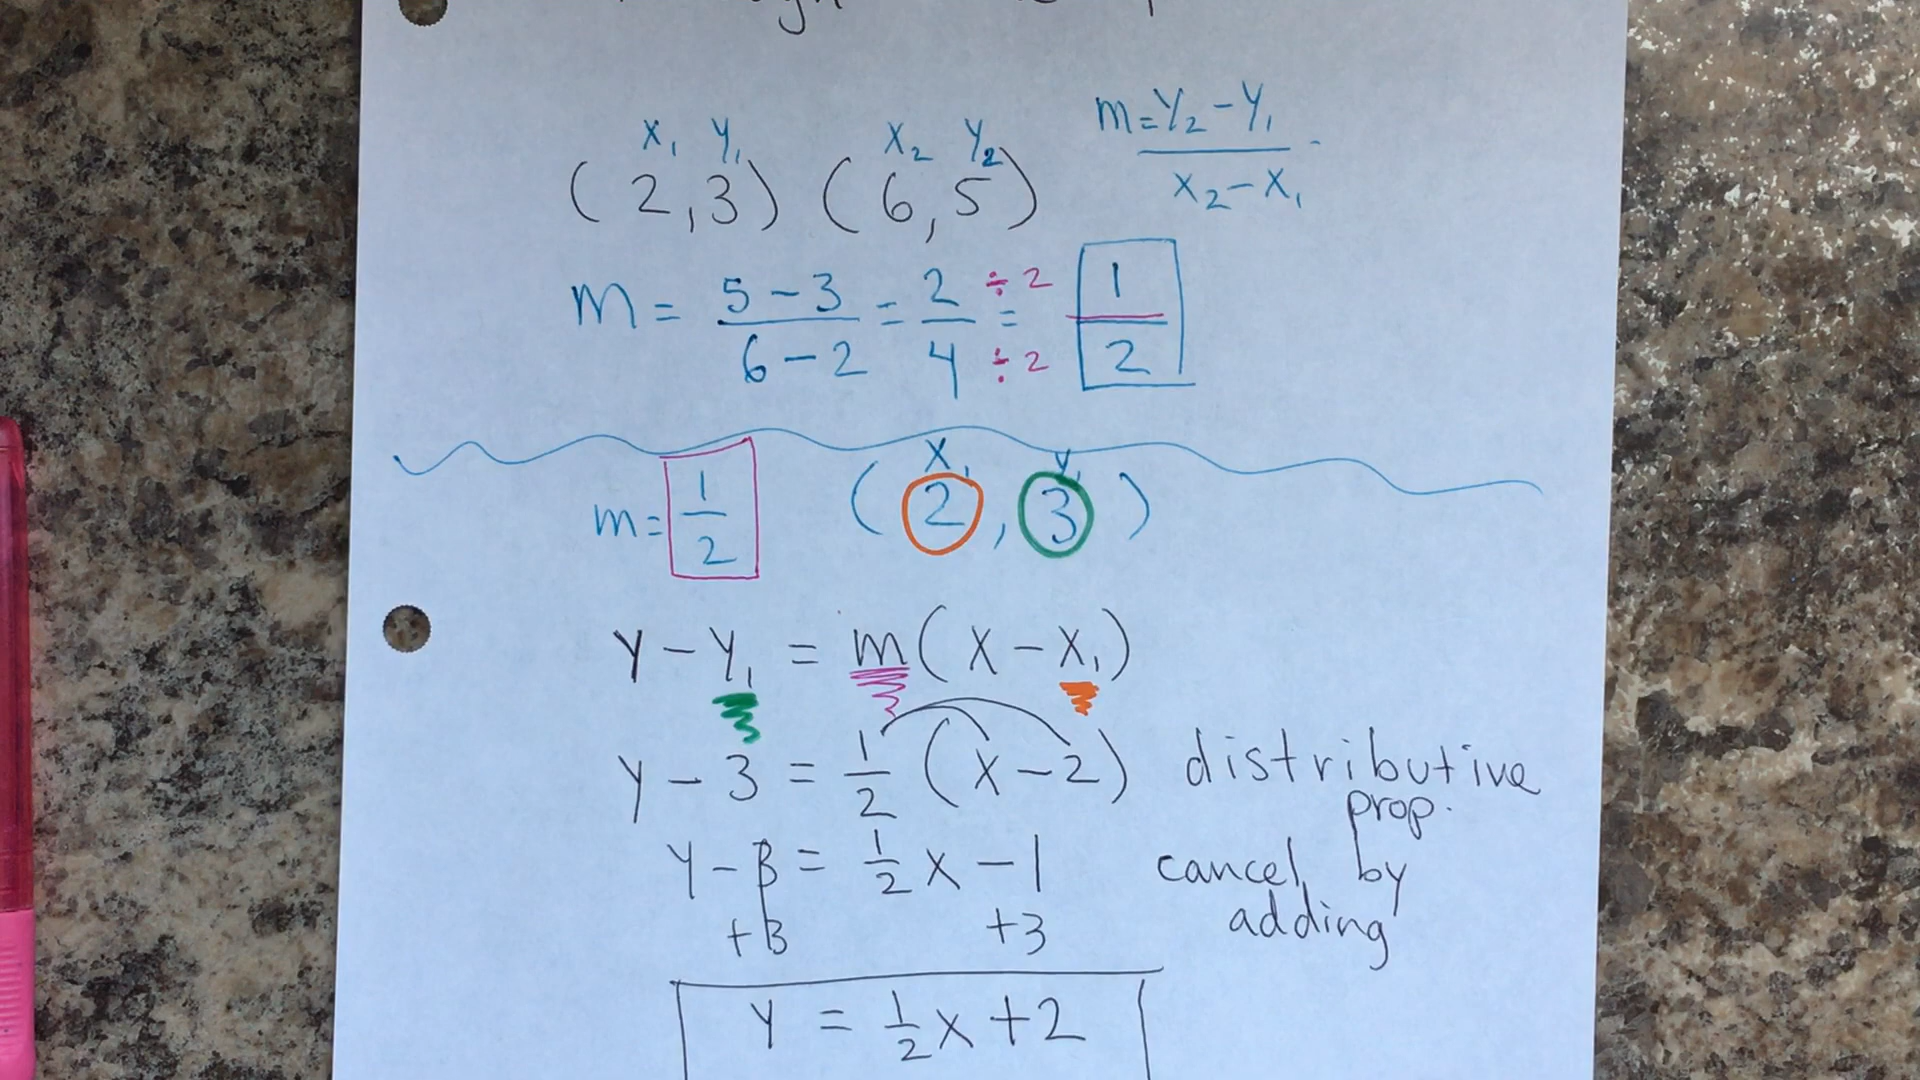 x₁ y₁ x₂ y₂
(2,3) (6,5)
m = y₂ - y₁ / x₂ - x₁
m = 5 - 3 / 6 - 2 = 2 ÷ 2 / 4 ÷ 2 = 1/2
x₁ y₁
m = 1/2 (2, 3)
y - y₁ = m(x - x₁)
y - 3 = 1/2 (x - 2) distributive
prop.
y - 3 = 1/2 x - 1 cancel by
+3 +3 adding
y = 1/2 x + 2